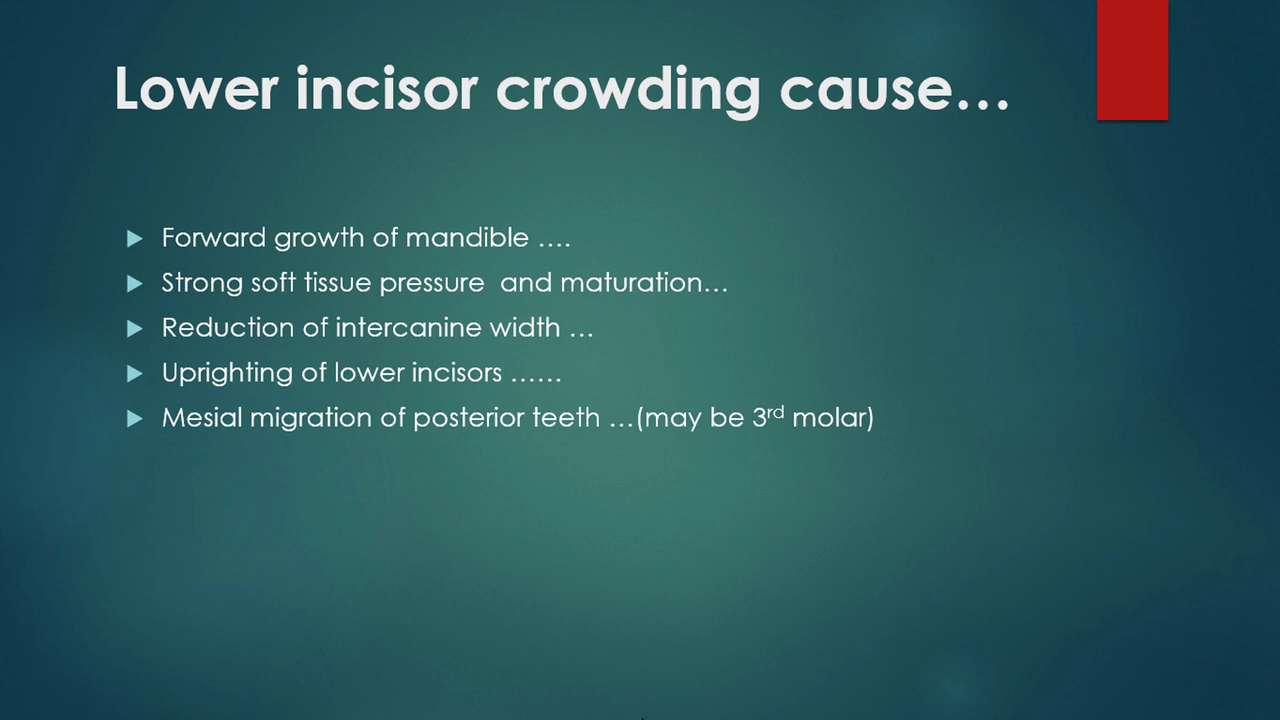 Lower incisor crowding cause…
Forward growth of mandible ….
Strong soft tissue pressure  and maturation…
Reduction of intercanine width …
Uprighting of lower incisors ……
Mesial migration of posterior teeth …(may be 3rd molar)